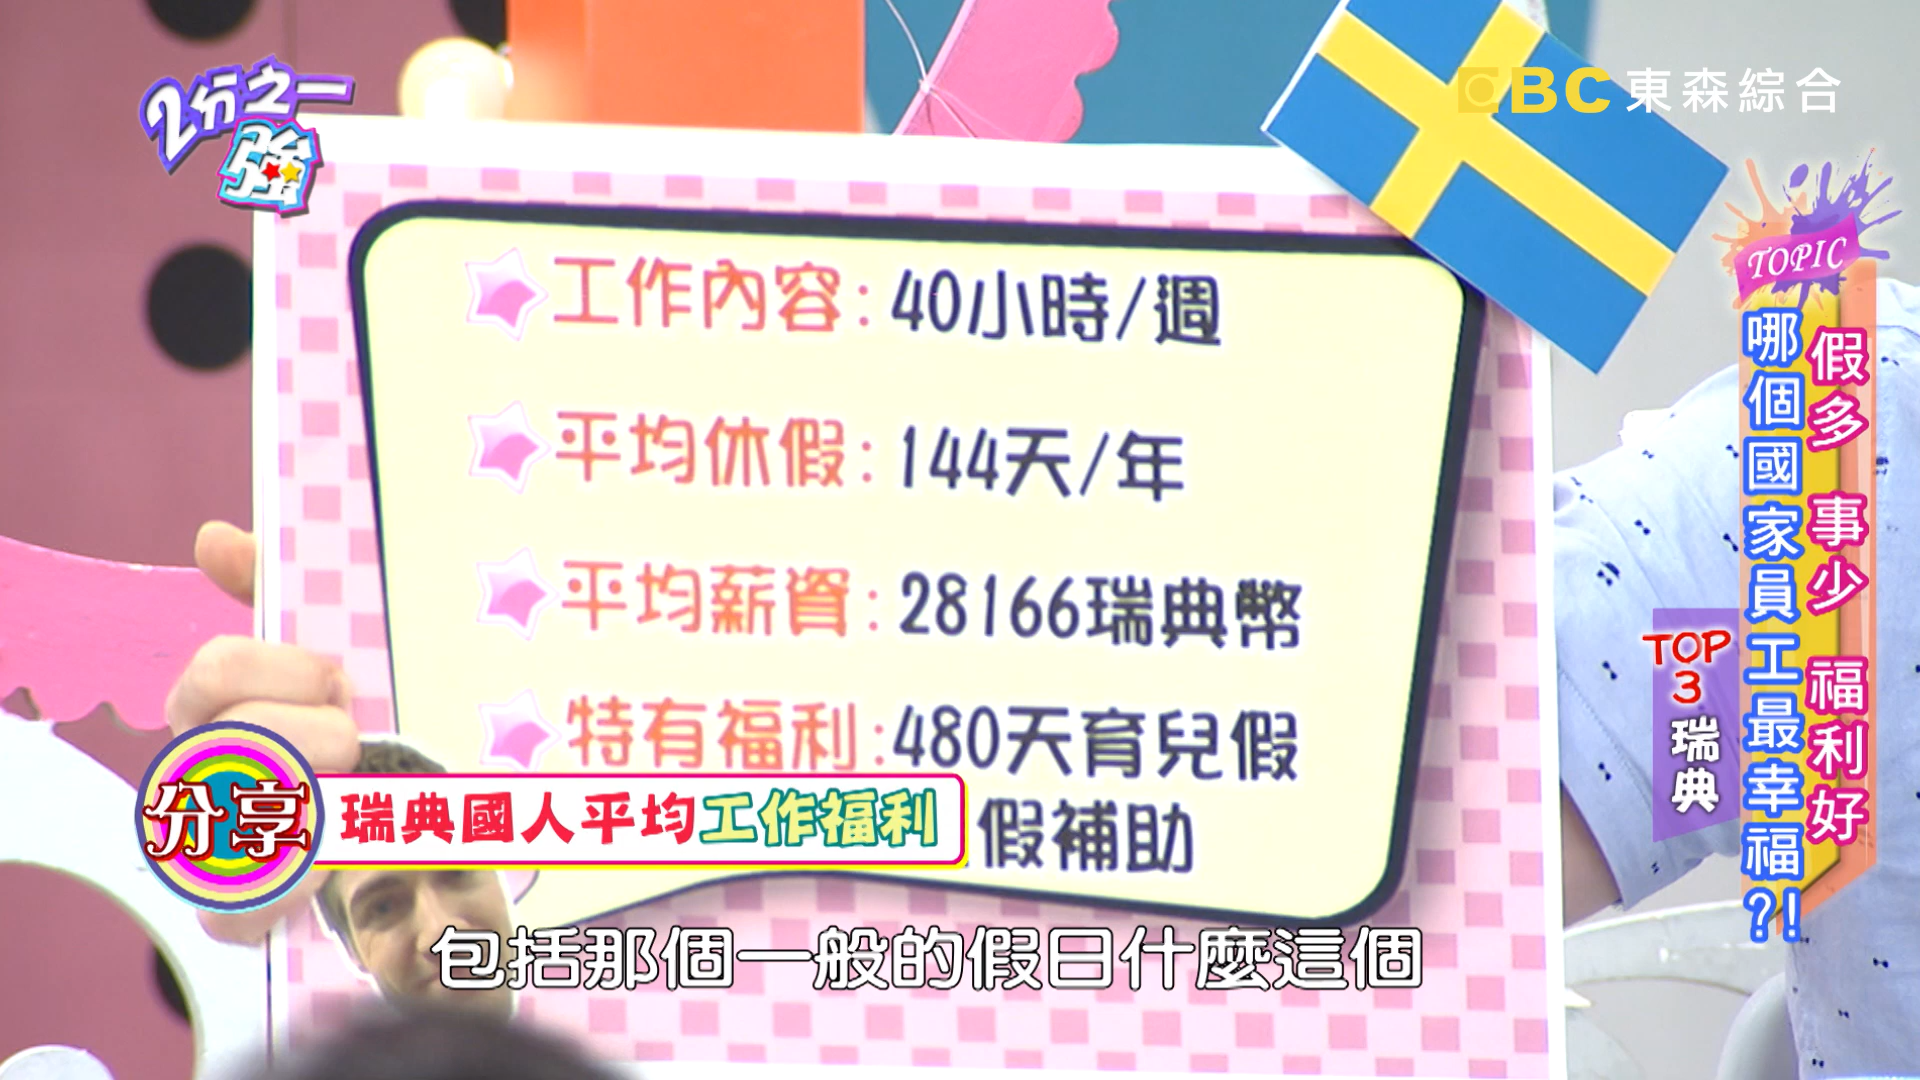 2分之一
強
EBC 東森綜合
TOPIC
假多 事少 福利好
哪個國家員工最幸福?!
TOP
3
瑞典
工作內容: 40小時/週
平均休假: 144天/年
平均薪資: 28166瑞典幣
特有福利:480天育兒假
假補助
分享
瑞典國人平均工作福利
包括那個一般的假日什麼這個